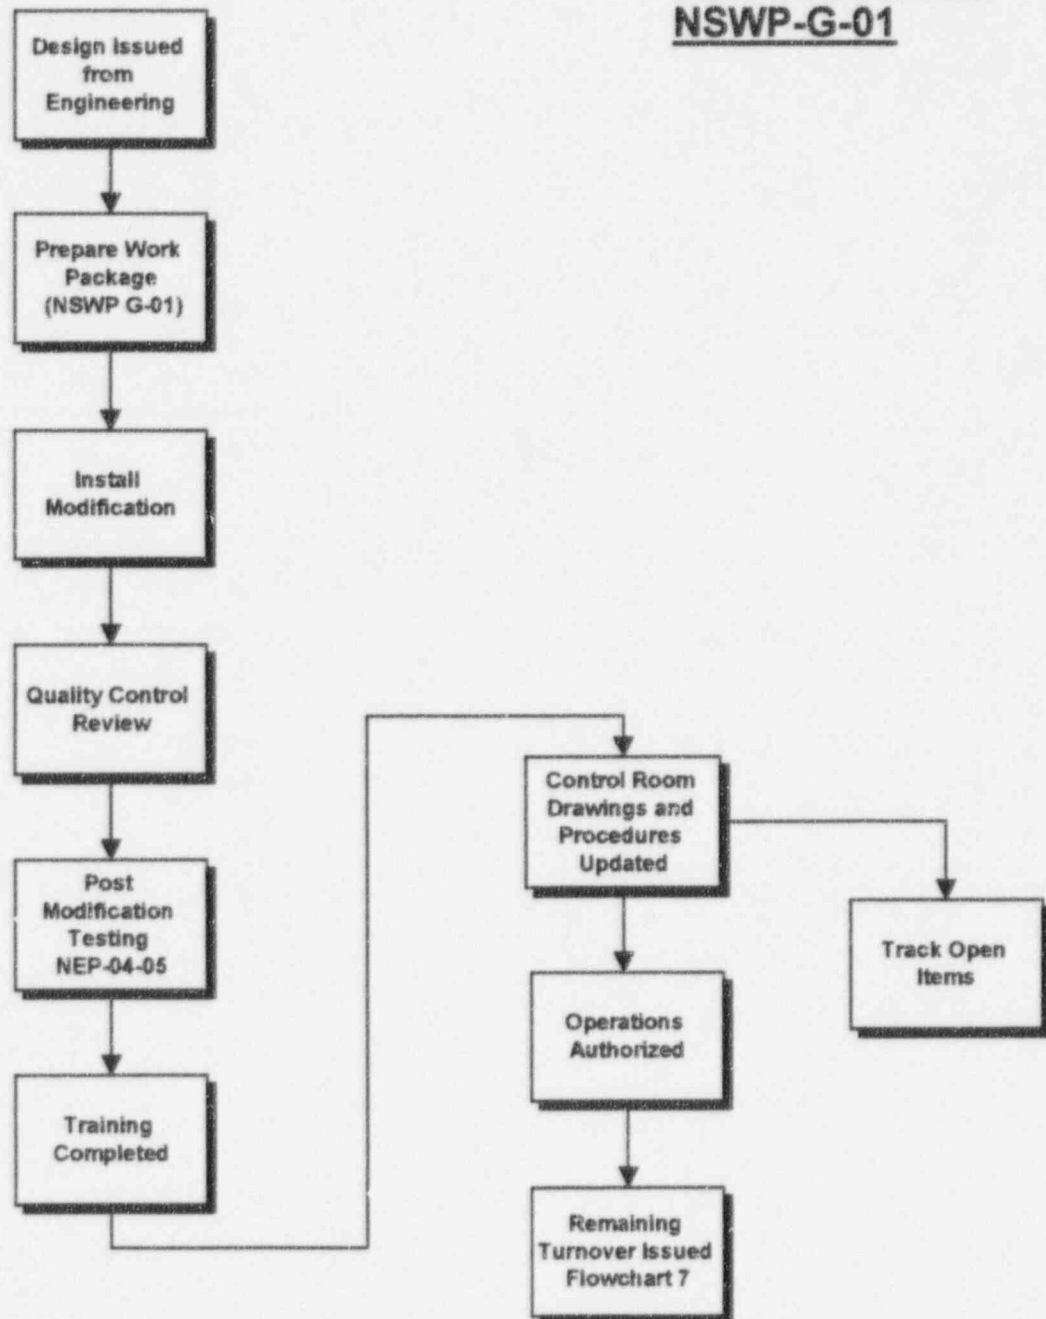 NSWP-G-01
Design Issued
from
Engineering
Prepare Work
Package
(NSWP G-01)
Install
Modification
Quality Control
Review
Post
Modification
Testing
NEP-04-05
Training
Completed
Control Room
Drawings and
Procedures
Updated
Track Open
Items
Operations
Authorized
Remaining
Turnover Issued
Flowchart 7